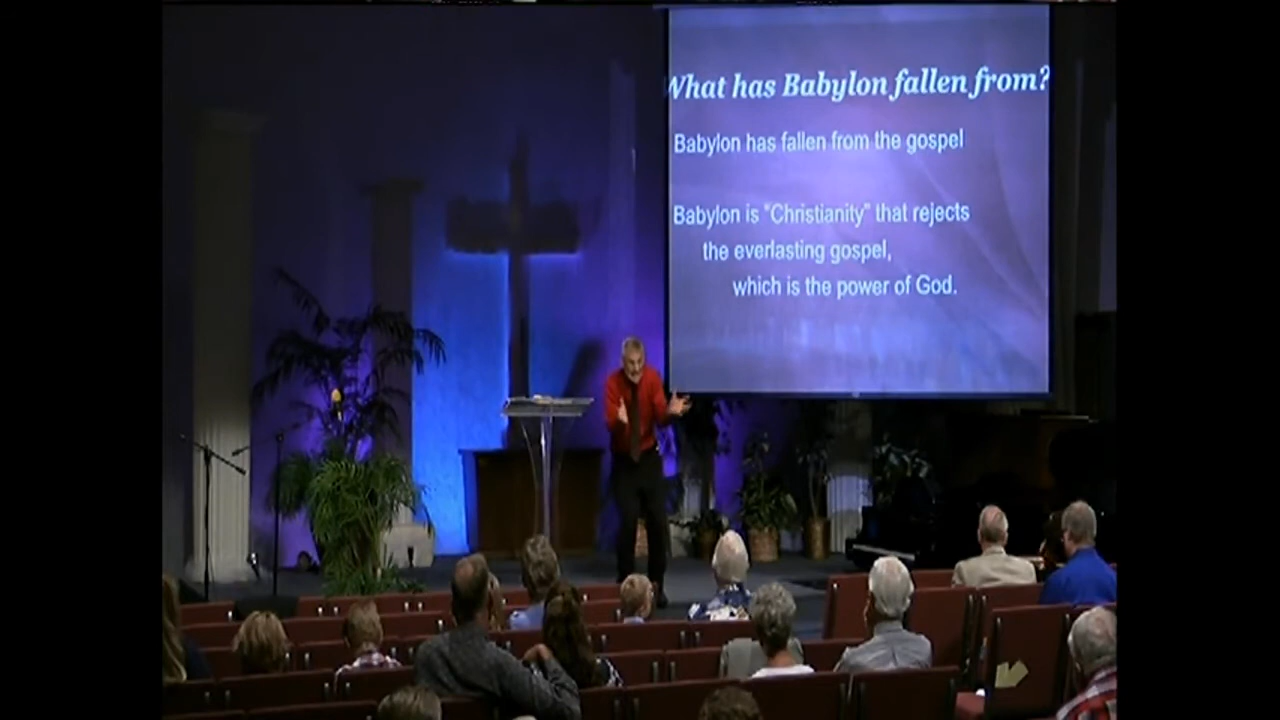 What has Babylon fallen from?
Babylon has fallen from the gospel
Babylon is “Christianity” that rejects
the everlasting gospel,
which is the power of God.